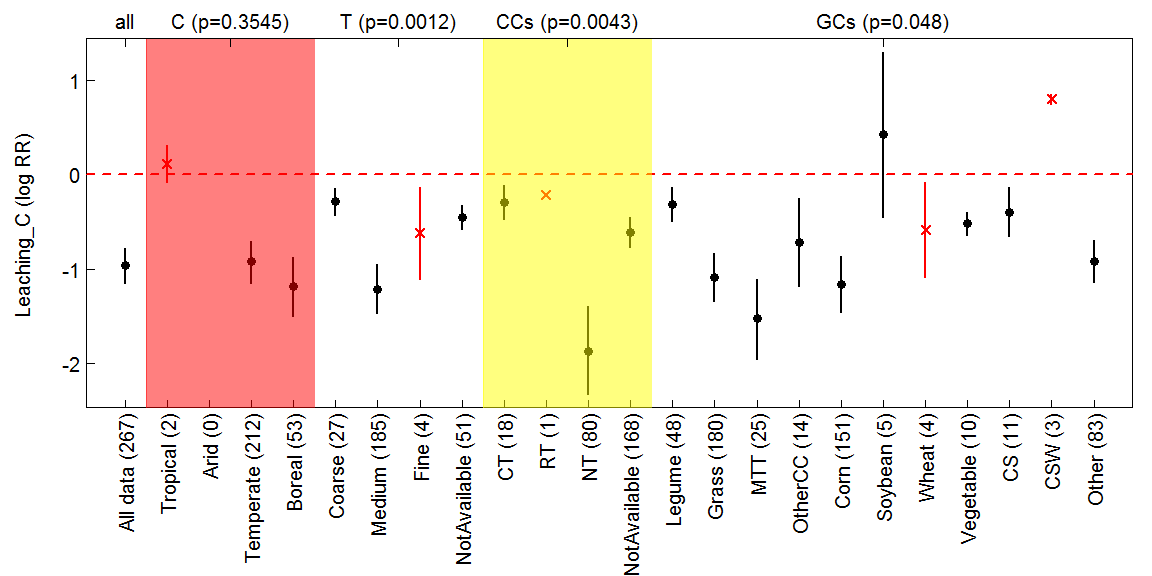 all
C (p=0.3545)
T (p=0.0012)
CCs (p=0.0043)
GCs (p=0.048)
Leaching_C (log RR)
1
0
-1
-2
All data (267)
Tropical (2)
Arid (0)
Temperate (212)
Boreal (53)
Coarse (27)
Medium (185)
Fine (4)
NotAvailable (51)
CT (18)
RT (1)
NT (80)
NotAvailable (168)
Legume (48)
Grass (180)
MTT (25)
OtherCC (14)
Corn (151)
Soybean (5)
Wheat (4)
Vegetable (10)
CS (11)
CSW (3)
Other (83)